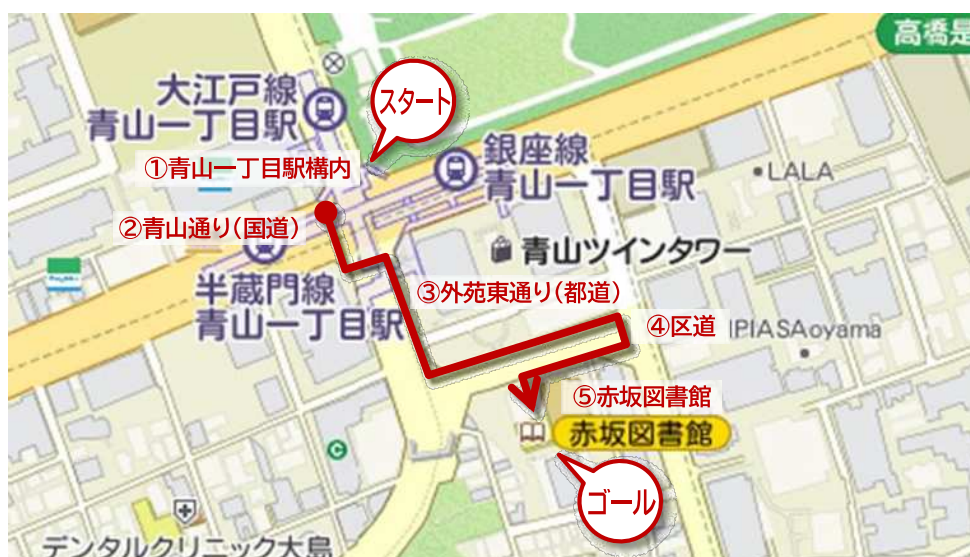 高橋是
大江戸線
青山一丁目駅
スタート
①青山一丁目駅構内
銀座線
青山一丁目駅
LALA
②青山通り(国道)
青山ツインタワー
半蔵門線
青山一丁目駅
③外苑東通り(都道)
④区道
IPIASAoyama
⑤赤坂図書館
赤坂図書館
ゴール
デンタルクリニック大島